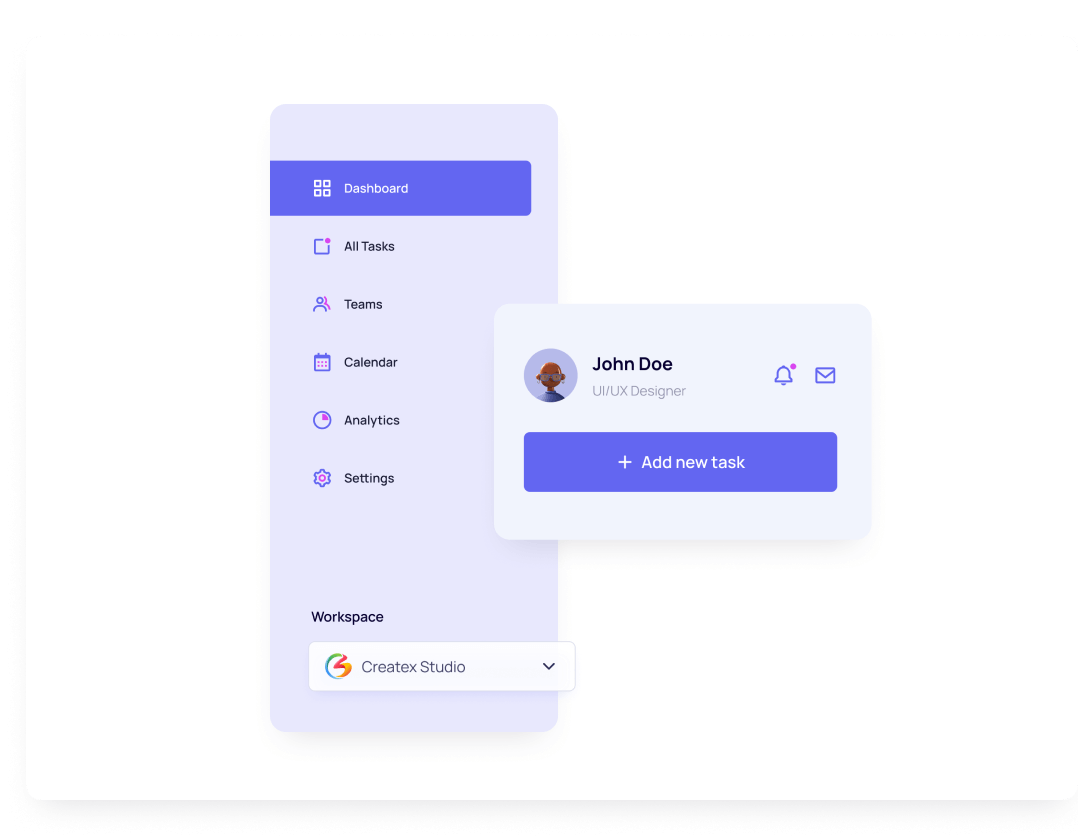 Dashboard
All Tasks
Teams
Calendar
Analytics
Settings
John Doe
UI/UX Designer
Add new task
Workspace
Createx Studio